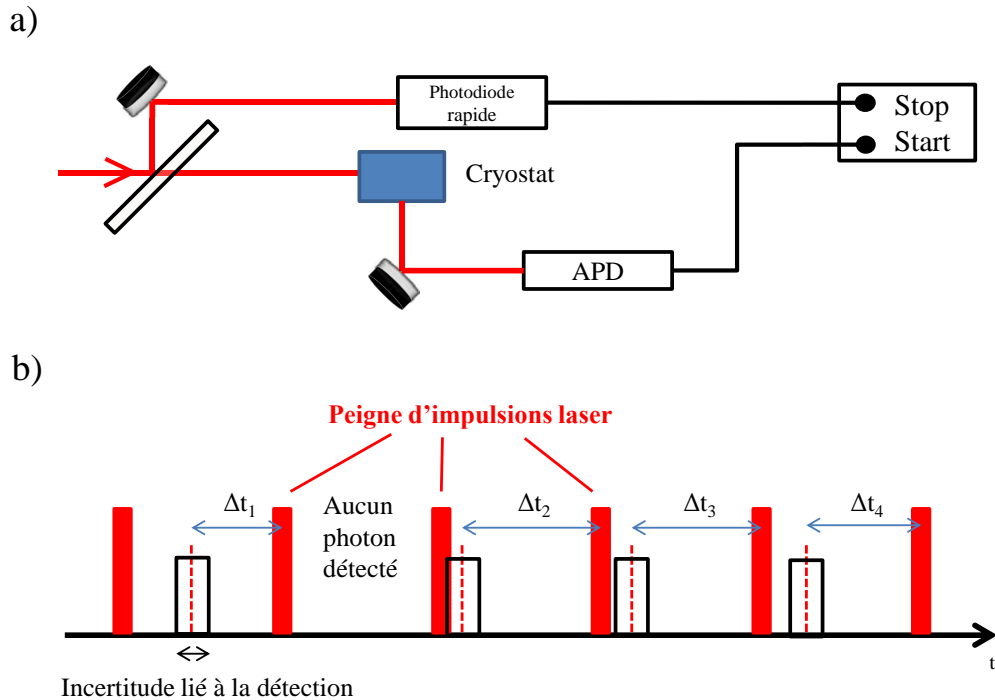 a)
Photodiode
rapide
Stop
Start
Cryostat
APD
b)
Peigne d’impulsions laser
Δt1
Aucun
photon
détecté
Δt2
Δt3
Δt4
t
Incertitude lié à la détection